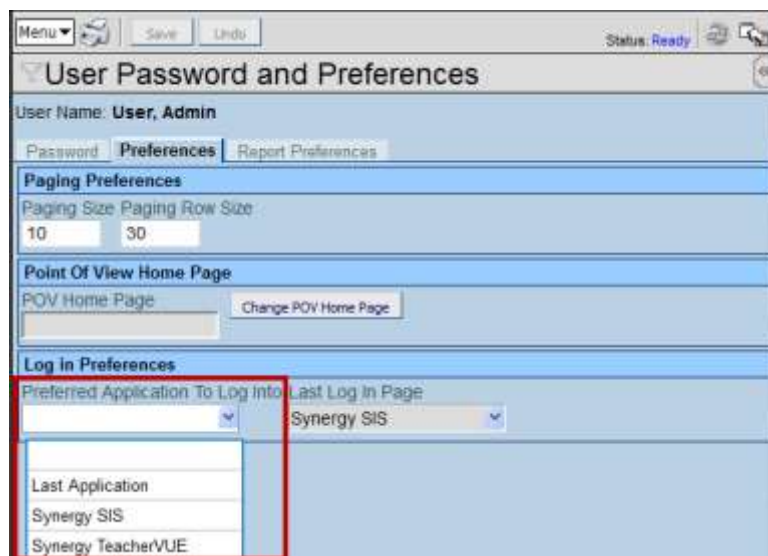 Menu Save Undo Status: Ready
User Password and Preferences
User Name: User, Admin
Password Preferences Report Preferences
Paging Preferences
Paging Size Paging Row Size
10 30
Point Of View Home Page
POV Home Page Change POV Home Page
Log in Preferences
Preferred Application To Log Into Last Log In Page
Synergy SIS
Last Application
Synergy SIS
Synergy TeacherVUE